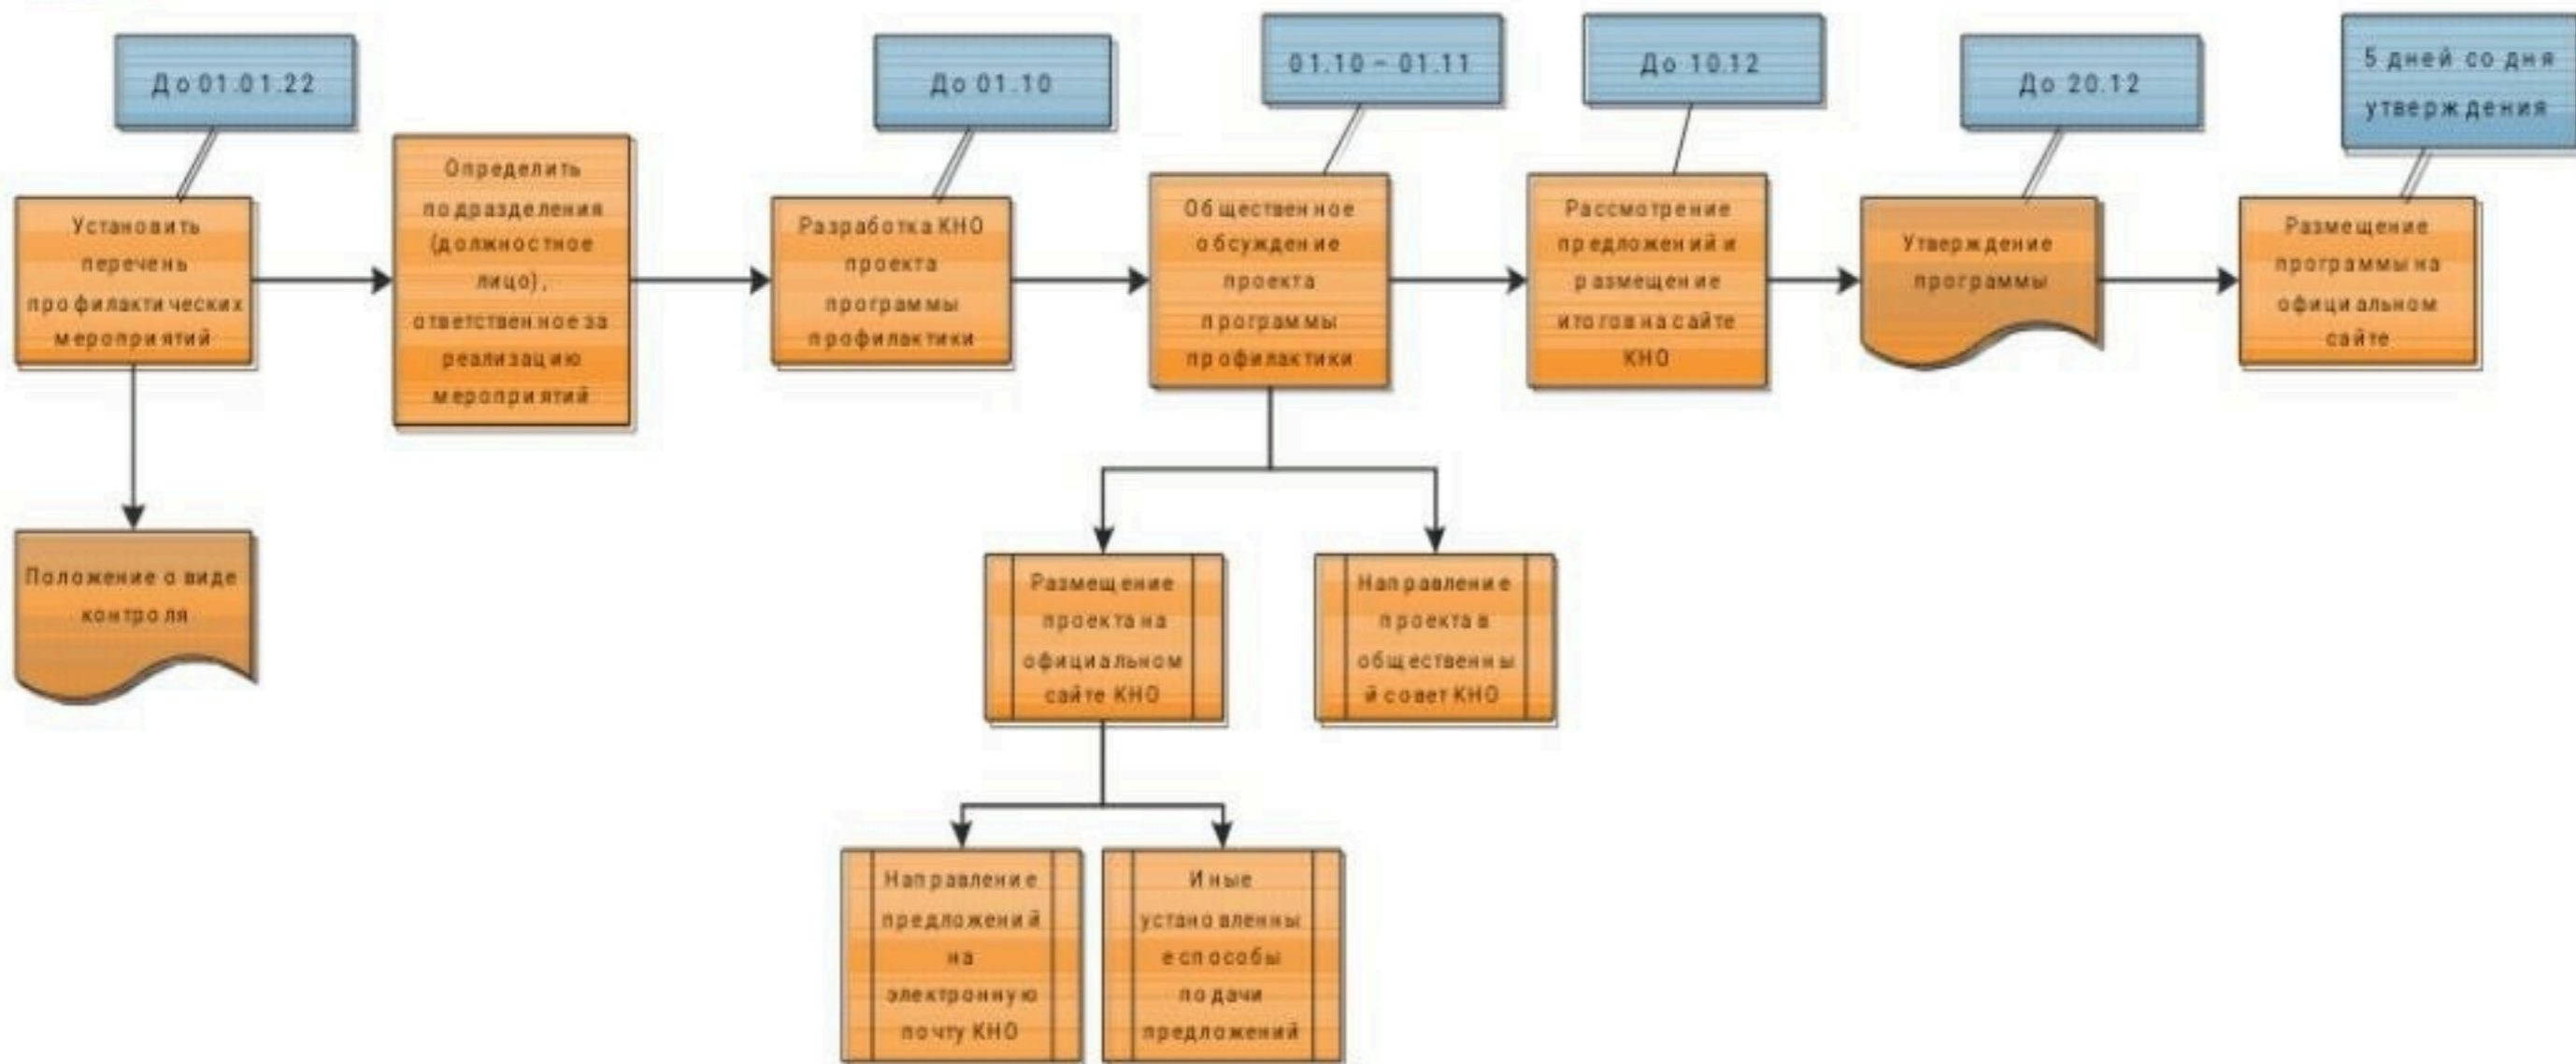 До 01.01.22
До 01.10
01.10 – 01.11
До 10.12
До 20.12
5 дней со дня
утверждения
Установить
перечень
профилактических
мероприятий
Определить
подразделения
(должностное
лицо),
ответственное за
реализацию
мероприятий
Разработка КНО
проекта
программы
профилактики
Общественное
обсуждение
проекта
программы
профилактики
Рассмотрение
предложений и
размещение
итогов на сайте
КНО
Утверждение
программы
Размещение
программы на
официальном
сайте
Положение о виде
контроля
Размещение
проекта на
официальном
сайте КНО
Направление
проекта в
общественны
й совет КНО
Направление
предложений
на
электронную
почту КНО
Иные
установленны
е способы
подачи
предложений